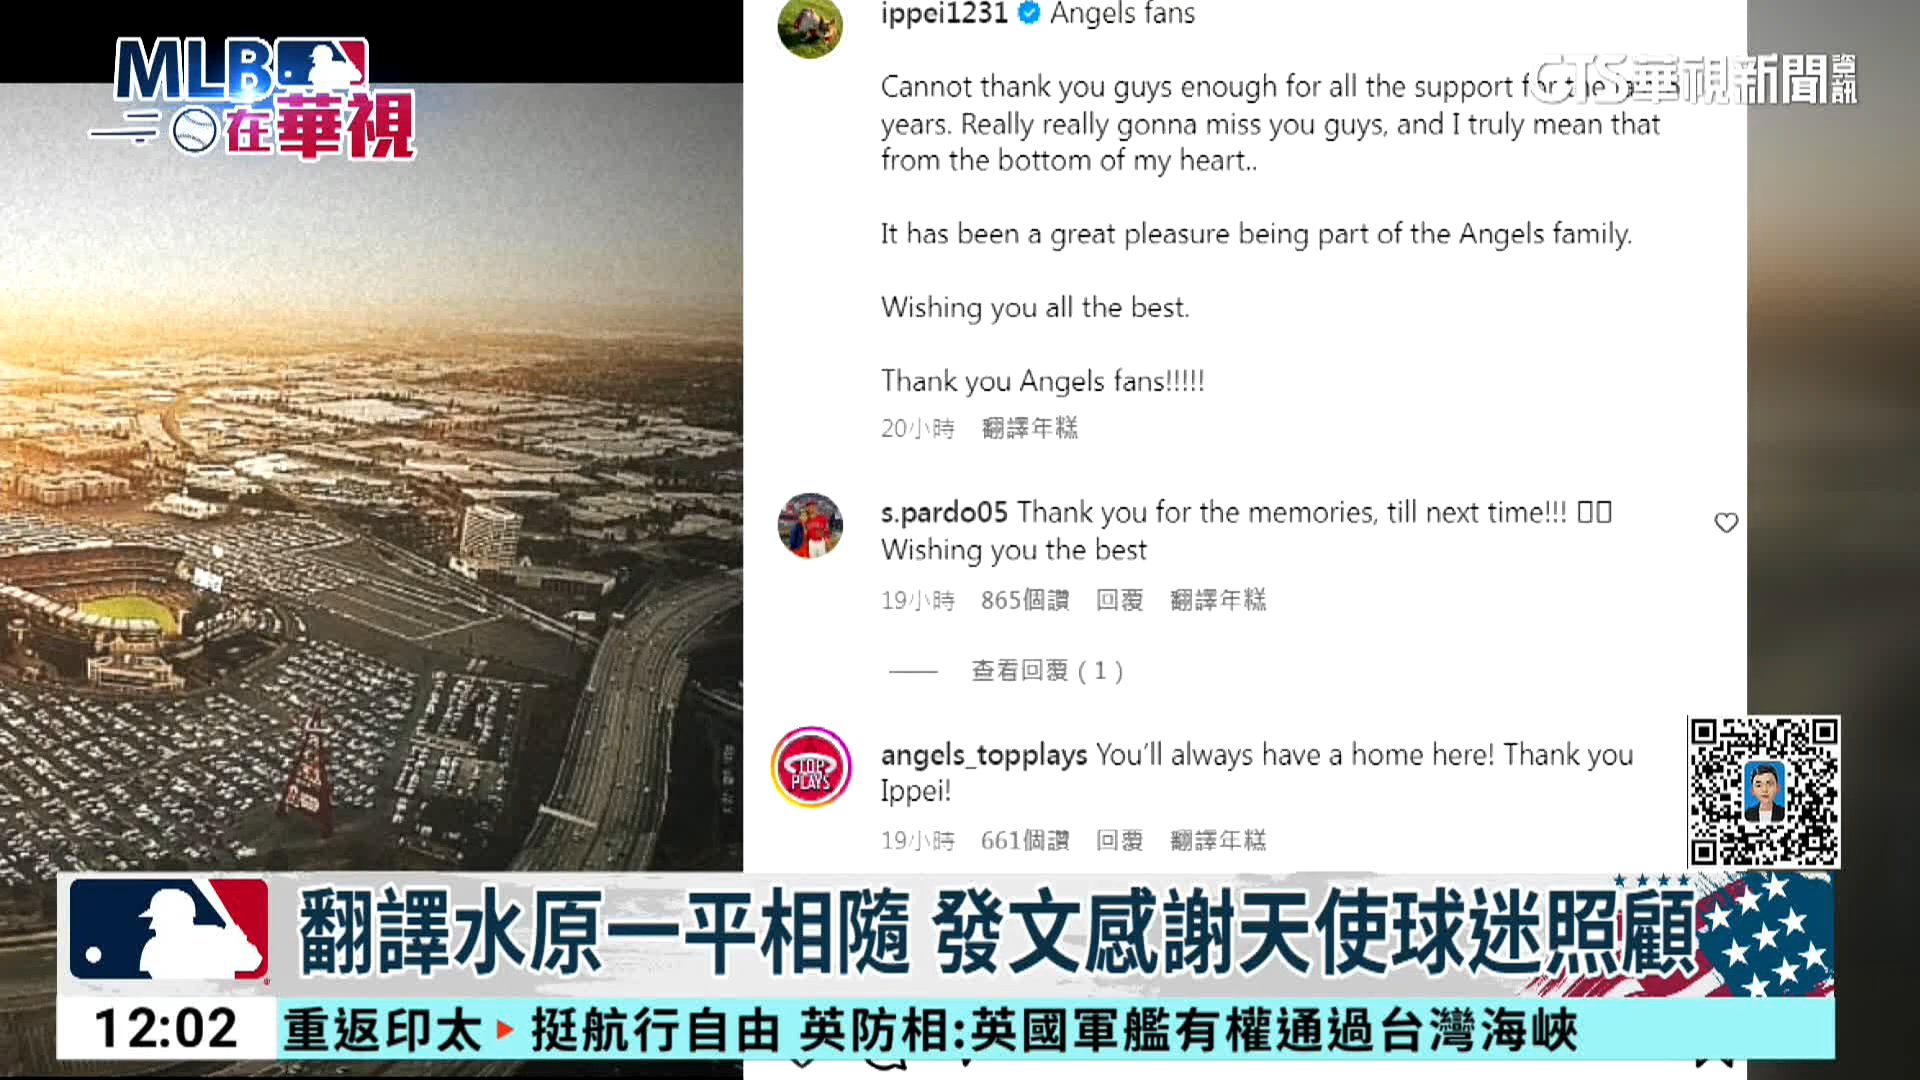 MLB
在華視
CTS華視新聞資訊
ippei1231 Angels fans
Cannot thank you guys enough for all the support for the
years. Really really gonna miss you guys, and I truly mean that
from the bottom of my heart..
It has been a great pleasure being part of the Angels family.
Wishing you all the best.
Thank you Angels fans!!!!!
20小時 翻譯年糕
s.pardo05 Thank you for the memories, till next time!!!
Wishing you the best
19小時 865個讚 回覆 翻譯年糕
查看回覆 ( 1 )
TOP
PLAYS
angels_topplays You’ll always have a home here! Thank you
Ippei!
19小時 661個讚 回覆 翻譯年糕
翻譯水原一平相隨 發文感謝天使球迷照顧
12:02 重返印太 挺航行自由 英防相:英國軍艦有權通過台灣海峽